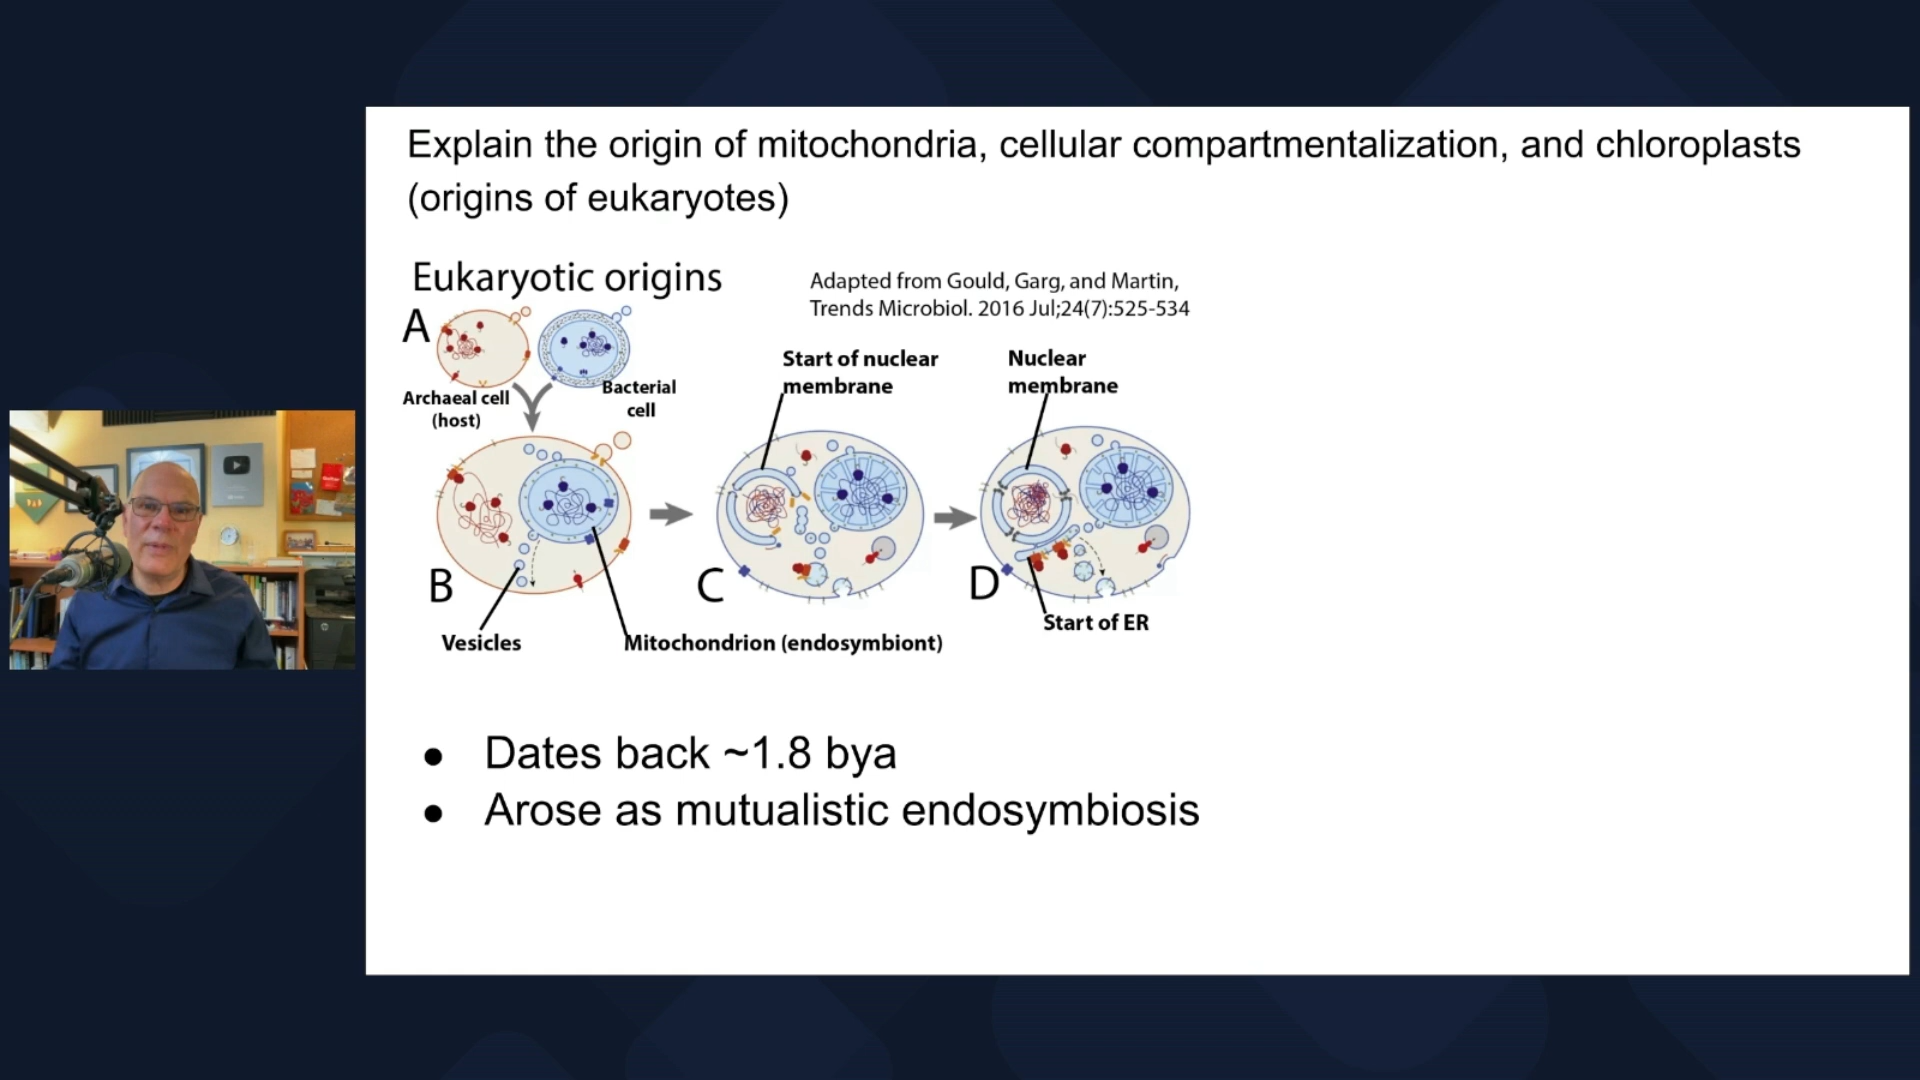 Explain the origin of mitochondria, cellular compartmentalization, and chloroplasts
(origins of eukaryotes)
Eukaryotic origins
Adapted from Gould, Garg, and Martin,
Trends Microbiol. 2016 Jul;24(7):525-534
A
Archaeal cell
(host)
Bacterial
cell
Start of nuclear
membrane
Nuclear
membrane
B
C
D
Vesicles
Mitochondrion (endosymbiont)
Start of ER
● Dates back ~1.8 bya
● Arose as mutualistic endosymbiosis